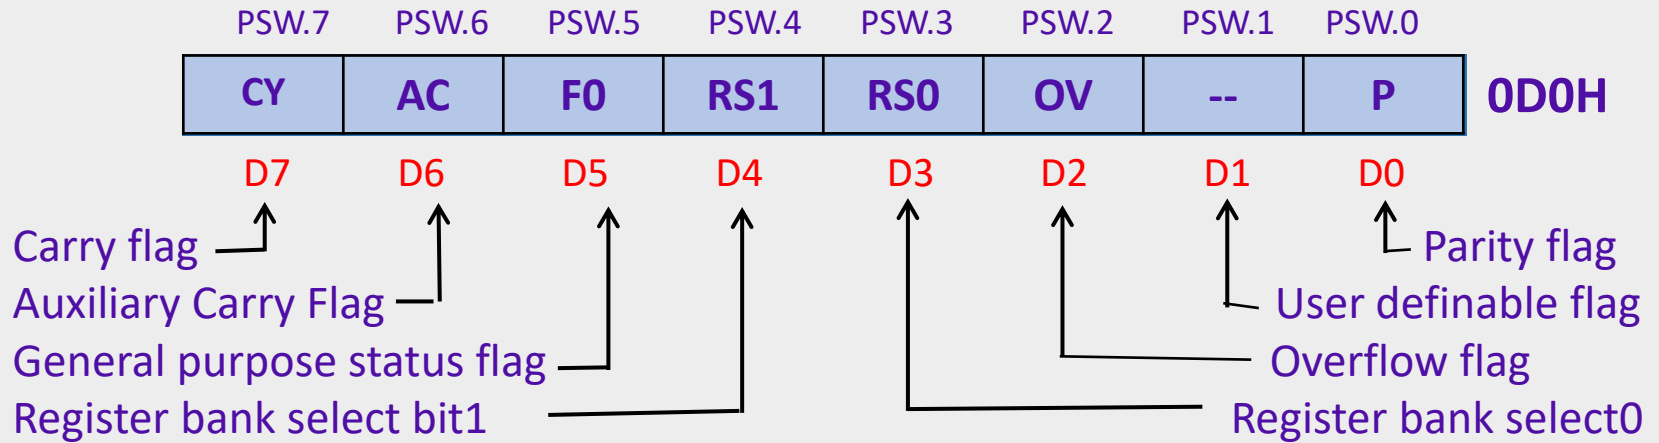 PSW.7 PSW.6 PSW.5 PSW.4 PSW.3 PSW.2 PSW.1 PSW.0
CY AC F0 RS1 RS0 OV -- P 0D0H
D7 D6 D5 D4 D3 D2 D1 D0
Carry flag Parity flag
Auxiliary Carry Flag User definable flag
General purpose status flag Overflow flag
Register bank select bit1 Register bank select0